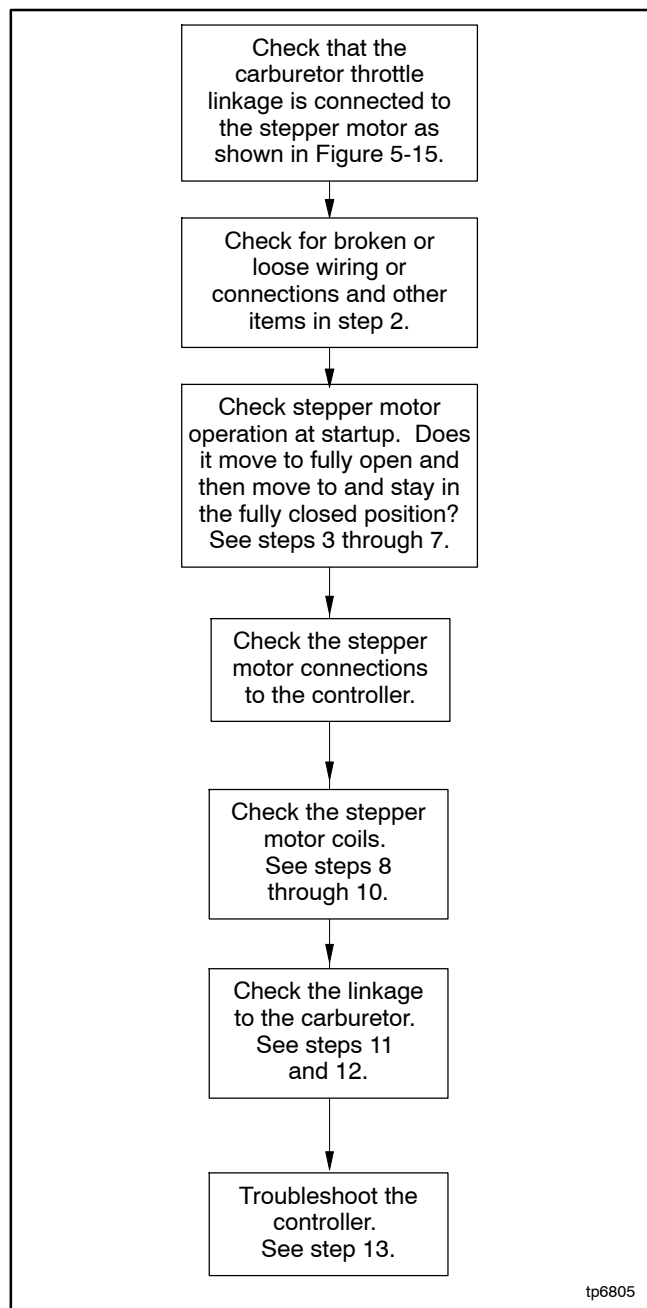 Check that the
carburetor throttle
linkage is connected to
the stepper motor as
shown in Figure 5-15.
Check for broken or
loose wiring or
connections and other
items in step 2.
Check stepper motor
operation at startup. Does
it move to fully open and
then move to and stay in
the fully closed position?
See steps 3 through 7.
Check the stepper
motor connections
to the controller.
Check the stepper
motor coils.
See steps 8
through 10.
Check the linkage
to the carburetor.
See steps 11
and 12.
Troubleshoot the
controller.
See step 13.
tp6805